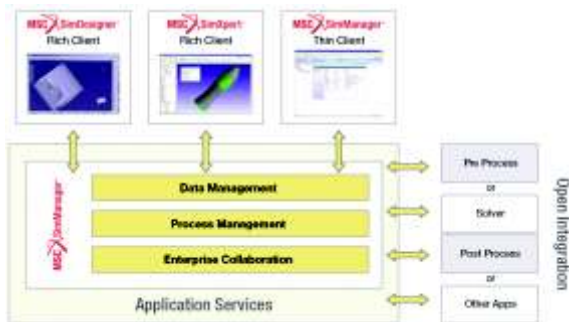 MSC SimDesigner
Rich Client
MSC SimXpert
Rich Client
MSC SimManager
Thin Client
MSC SimManager
Data Management
Process Management
Enterprise Collaboration
Application Services
Pre Process
or
Solver
Post Process
or
Other Apps
Open Integration